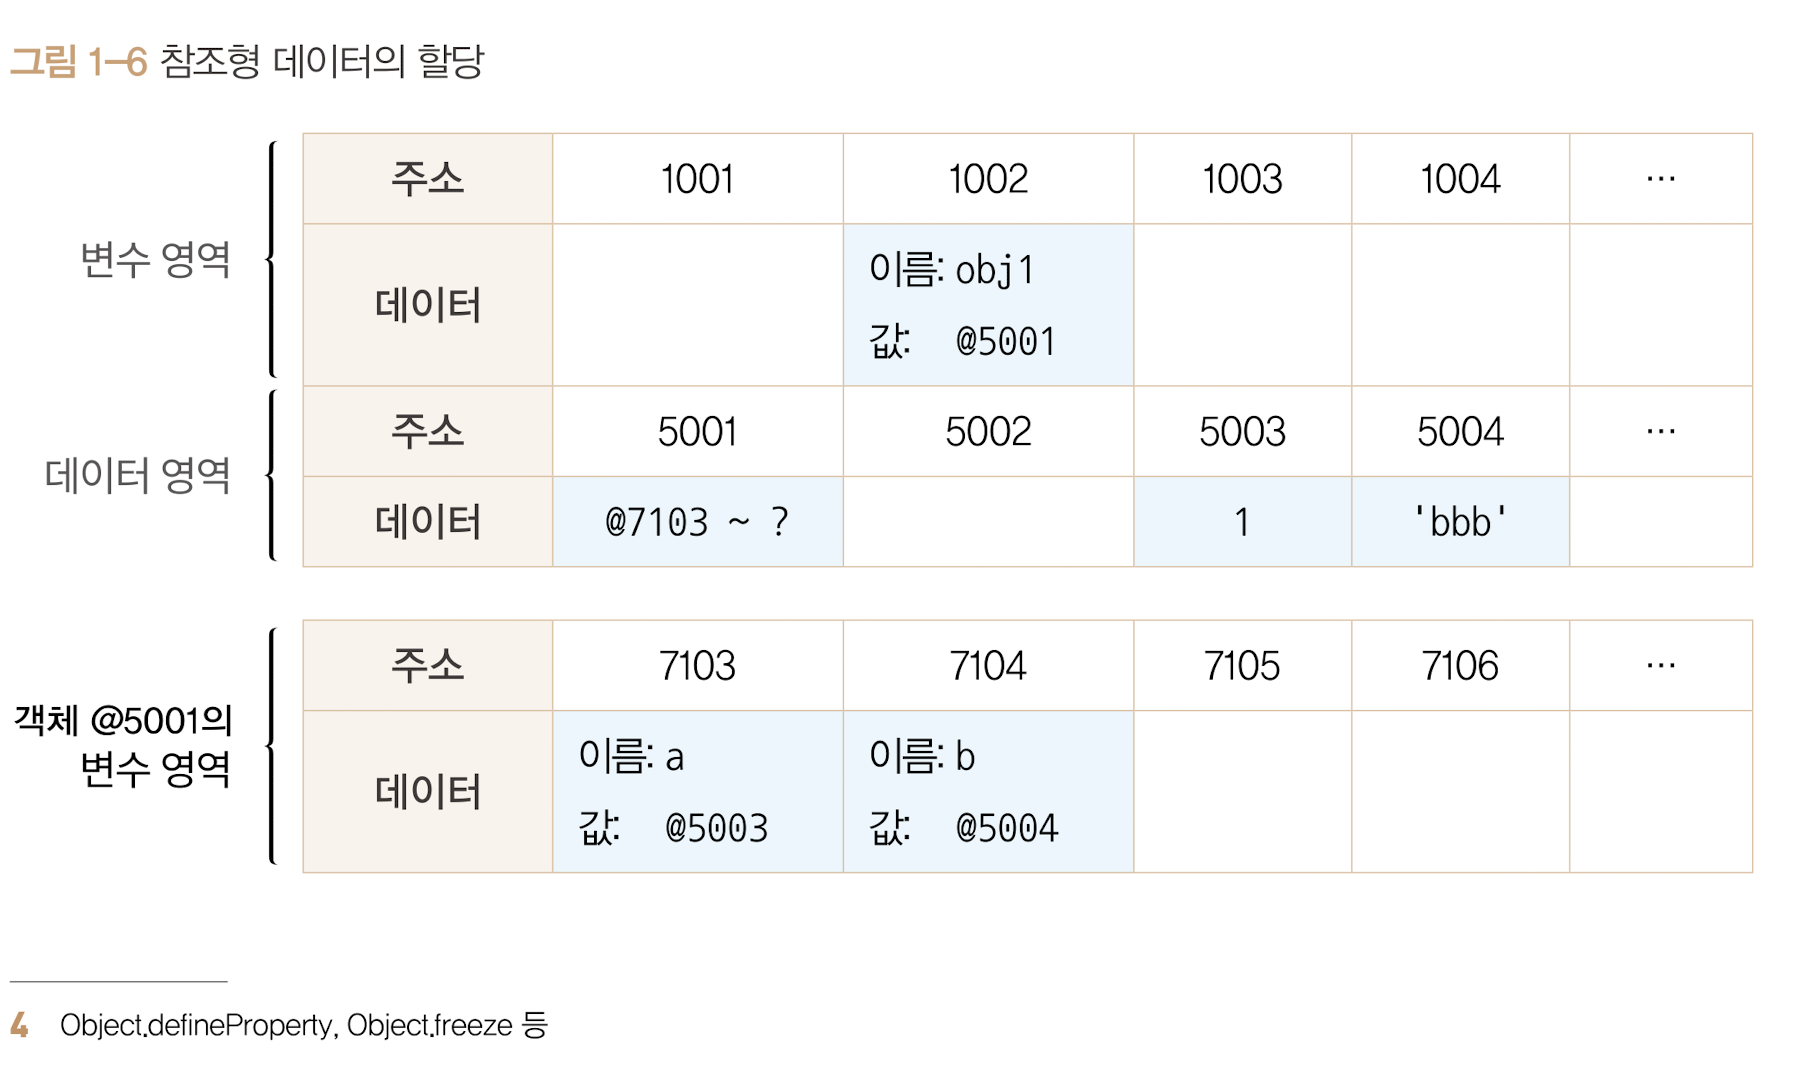 그림 1-6 참조형 데이터의 할당
주소 1001 1002 1003 1004 …
변수 영역
데이터
이름: obj1
값: @5001
주소 5001 5002 5003 5004 …
데이터 영역
데이터 @7103 ~ ? 1 'bbb'
주소 7103 7104 7105 7106 …
객체 @5001의
변수 영역
데이터
이름: a 이름: b
값: @5003 값: @5004
4 Object.defineProperty, Object.freeze 등